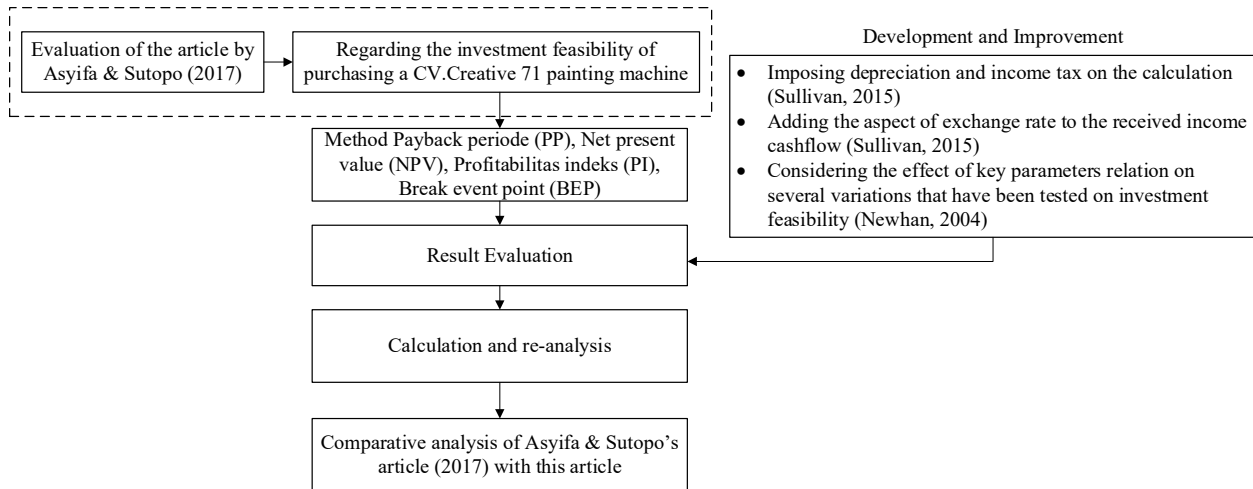 Evaluation of the article by
Asyifa & Sutopo (2017)
Regarding the investment feasibility of
purchasing a CV.Creative 71 painting machine
Method Payback periode (PP), Net present
value (NPV), Profitabilitas indeks (PI),
Break event point (BEP)
Development and Improvement
• Imposing depreciation and income tax on the calculation
(Sullivan, 2015)
• Adding the aspect of exchange rate to the received income
cashflow (Sullivan, 2015)
• Considering the effect of key parameters relation on
several variations that have been tested on investment
feasibility (Newhan, 2004)
Result Evaluation
Calculation and re-analysis
Comparative analysis of Asyifa & Sutopo’s
article (2017) with this article